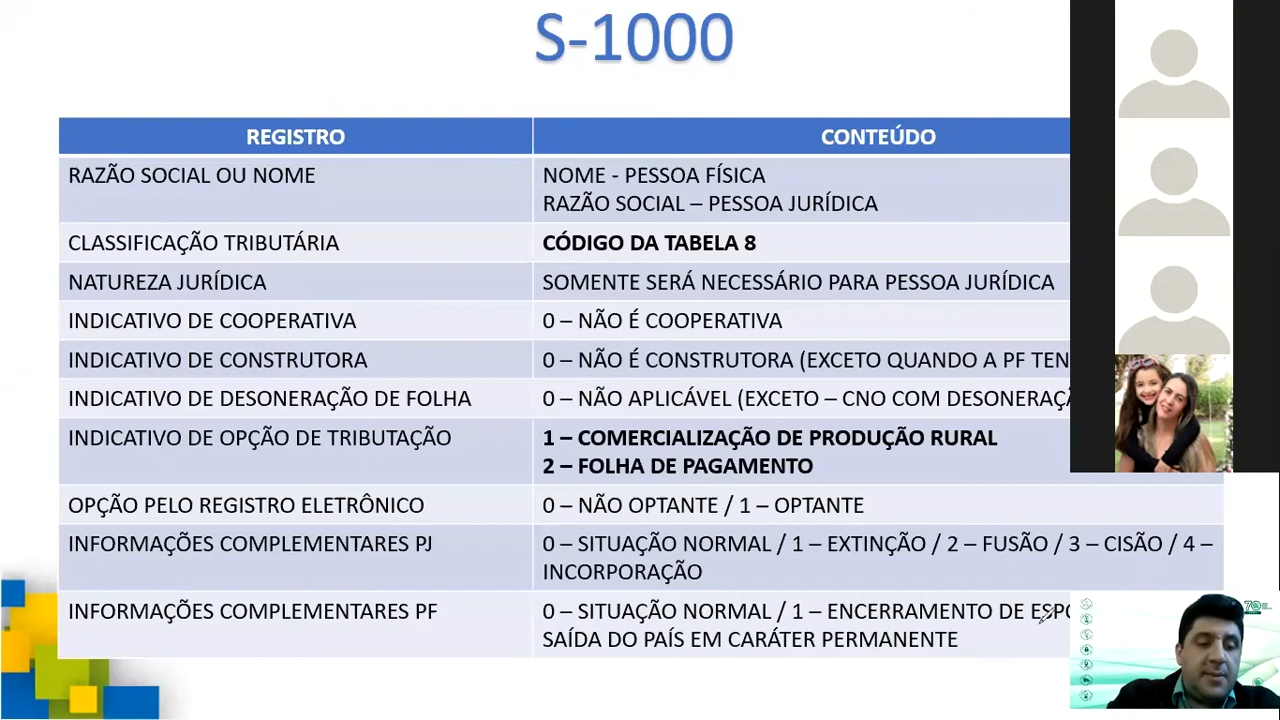 S-1000
REGISTRO
CONTEÚDO
RAZÃO SOCIAL OU NOME
NOME - PESSOA FÍSICA
RAZÃO SOCIAL – PESSOA JURÍDICA
CLASSIFICAÇÃO TRIBUTÁRIA
CÓDIGO DA TABELA 8
NATUREZA JURÍDICA
SOMENTE SERÁ NECESSÁRIO PARA PESSOA JURÍDICA
INDICATIVO DE COOPERATIVA
0 – NÃO É COOPERATIVA
INDICATIVO DE CONSTRUTORA
0 – NÃO É CONSTRUTORA (EXCETO QUANDO A PF
INDICATIVO DE DESONERAÇÃO DE FOLHA
0 – NÃO APLICÁVEL (EXCETO – CNO COM
INDICATIVO DE OPÇÃO DE TRIBUTAÇÃO
1 – COMERCIALIZAÇÃO DE PRODUÇÃO RURAL
2 – FOLHA DE PAGAMENTO
OPÇÃO PELO REGISTRO ELETRÔNICO
0 – NÃO OPTANTE / 1 – OPTANTE
INFORMAÇÕES COMPLEMENTARES PJ
0 – SITUAÇÃO NORMAL / 1 – EXTINÇÃO / 2 – FUSÃO / 3 – CISÃO / 4 –
INCORPORAÇÃO
INFORMAÇÕES COMPLEMENTARES PF
0 – SITUAÇÃO NORMAL / 1 – ENCERRAMENTO DE
SAÍDA DO PAÍS EM CARÁTER PERMANENTE